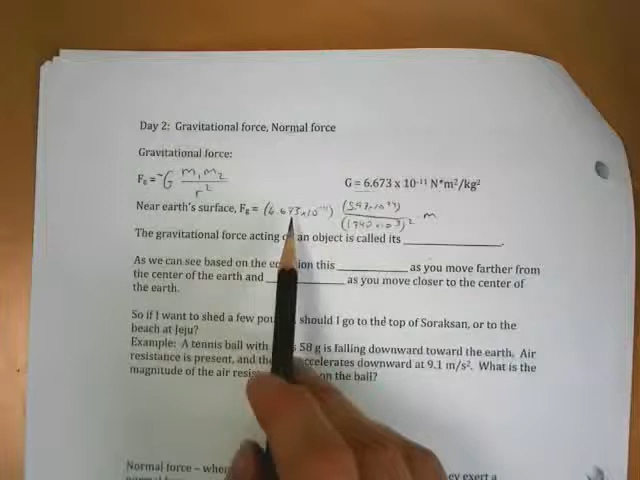 Day 2: Gravitational force, Normal force
Gravitational force:
Fg = -G m₁m₂ / r²
G = 6.673 x 10⁻¹¹ N*m²/kg²
Near earth's surface, Fg = (6.673x10⁻¹¹) (5.97x10²⁴) / ( x10³)² m
The gravitational force acting an object is called its ____________.
As we can see based on the this __________ as you move farther from
the center of the earth and ___________ as you move closer to the center of
the earth.
So if I want to shed a few should I go to the top of Soraksan, or to the
beach at Jeju?
Example: A tennis ball with 58 g is falling downward toward the earth. Air
resistance is present, and the accelerates downward at 9.1 m/s². What is the
magnitude of the air on the ball?
Normal force – exert a